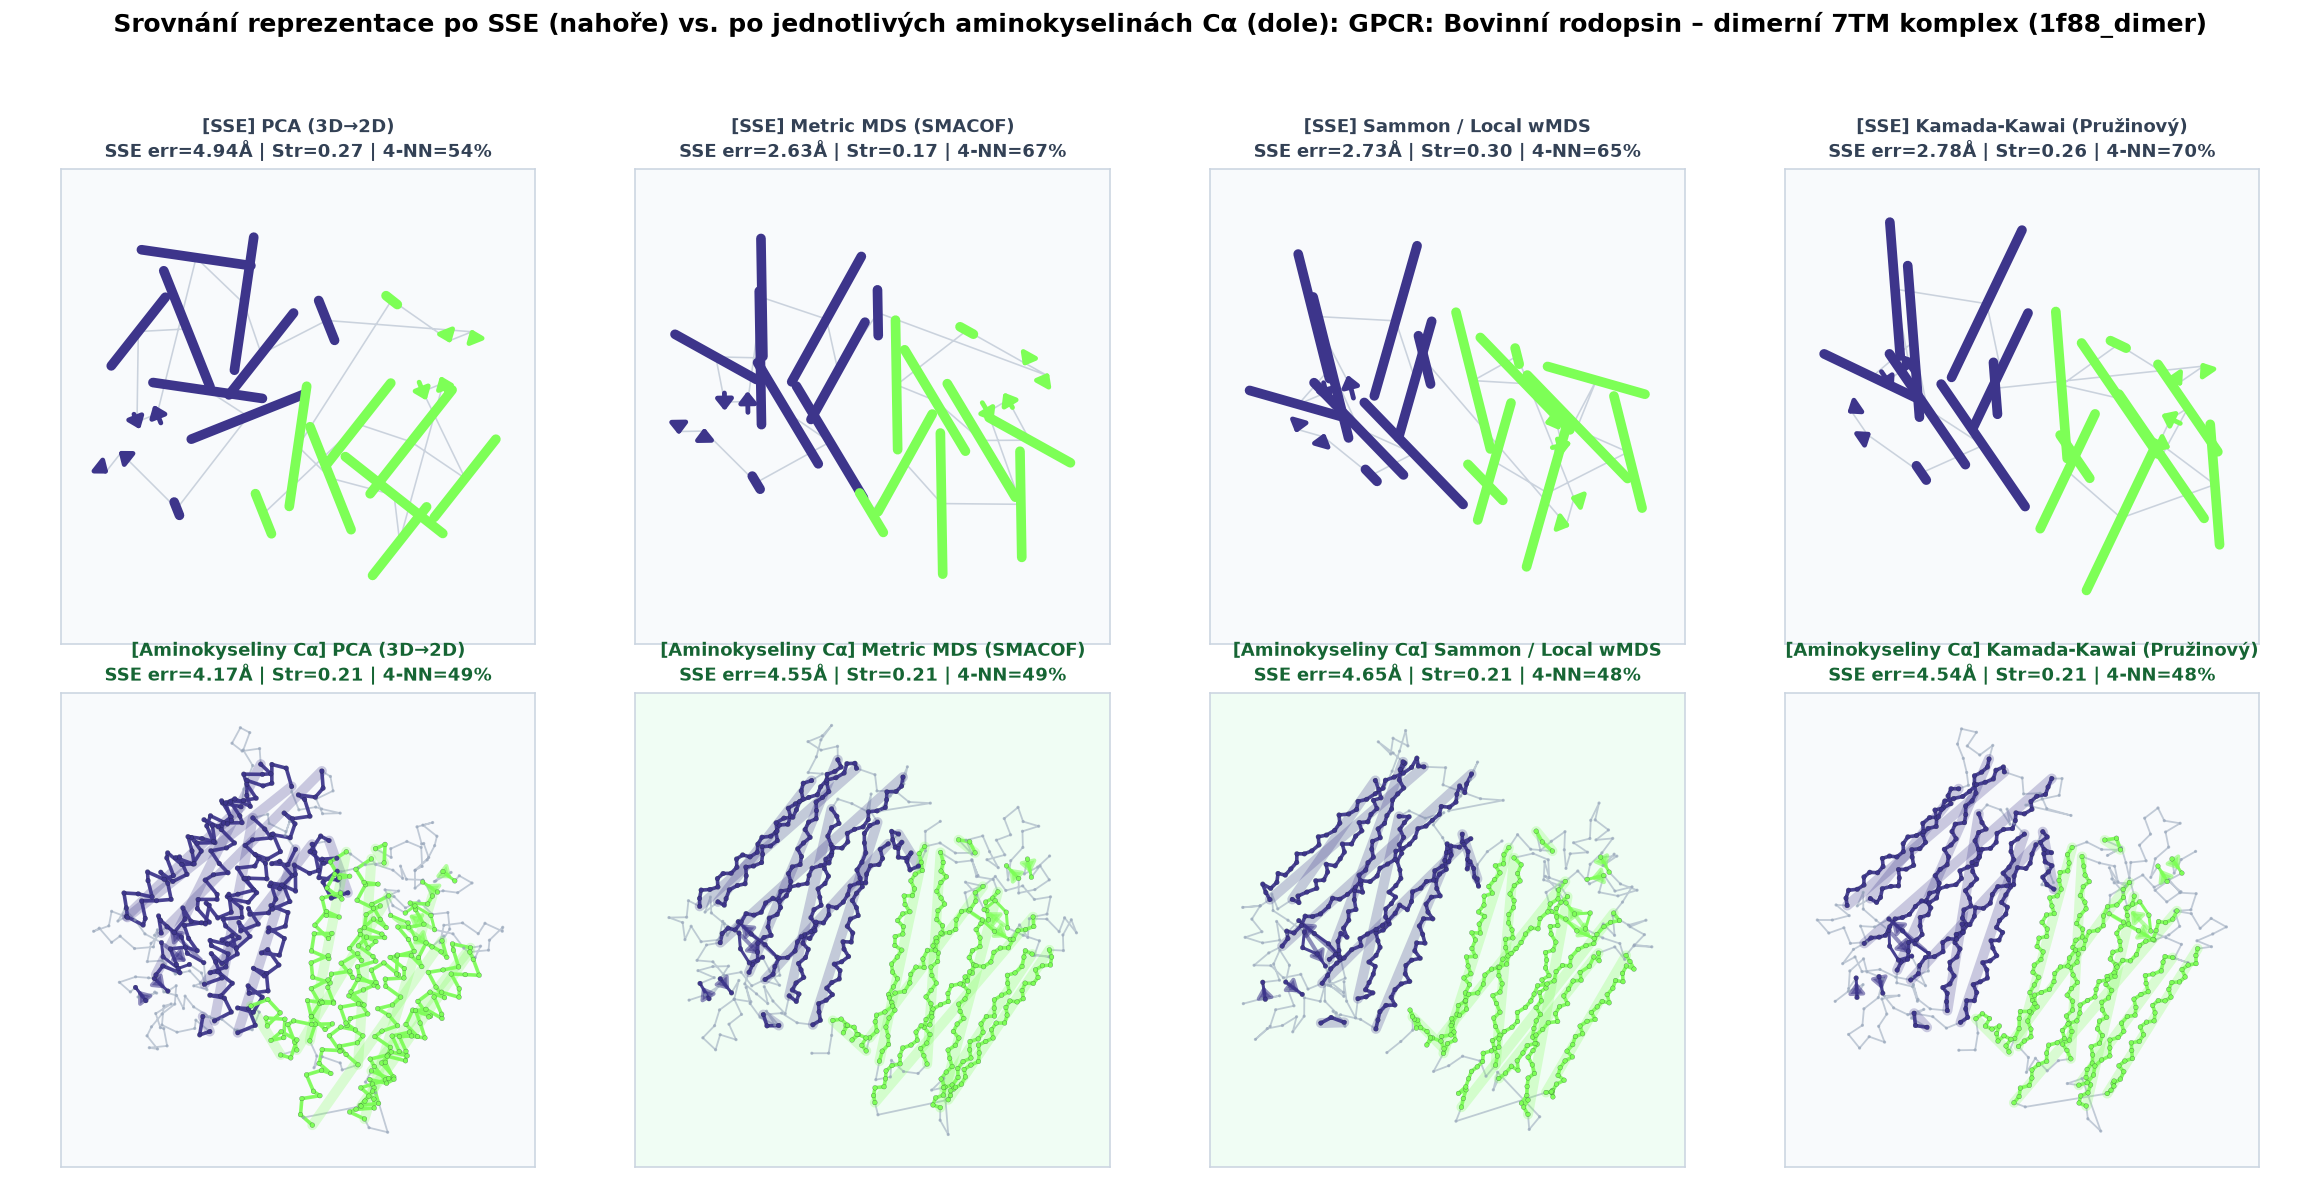 Srovnání reprezentace po SSE (nahoře) vs. po jednotlivých aminokyselinách Cα (dole): GPCR: Bovinní rodopsin – dimerní 7TM komplex (1f88_dimer)
[SSE] PCA (3D→2D)
SSE err=4.94Å | Str=0.27 | 4-NN=54%
[SSE] Metric MDS (SMACOF)
SSE err=2.63Å | Str=0.17 | 4-NN=67%
[SSE] Sammon / Local wMDS
SSE err=2.73Å | Str=0.30 | 4-NN=65%
[SSE] Kamada-Kawai (Pružinový)
SSE err=2.78Å | Str=0.26 | 4-NN=70%
[Aminokyseliny Cα] PCA (3D→2D)
SSE err=4.17Å | Str=0.21 | 4-NN=49%
[Aminokyseliny Cα] Metric MDS (SMACOF)
SSE err=4.55Å | Str=0.21 | 4-NN=49%
[Aminokyseliny Cα] Sammon / Local wMDS
SSE err=4.65Å | Str=0.21 | 4-NN=48%
[Aminokyseliny Cα] Kamada-Kawai (Pružinový)
SSE err=4.54Å | Str=0.21 | 4-NN=48%